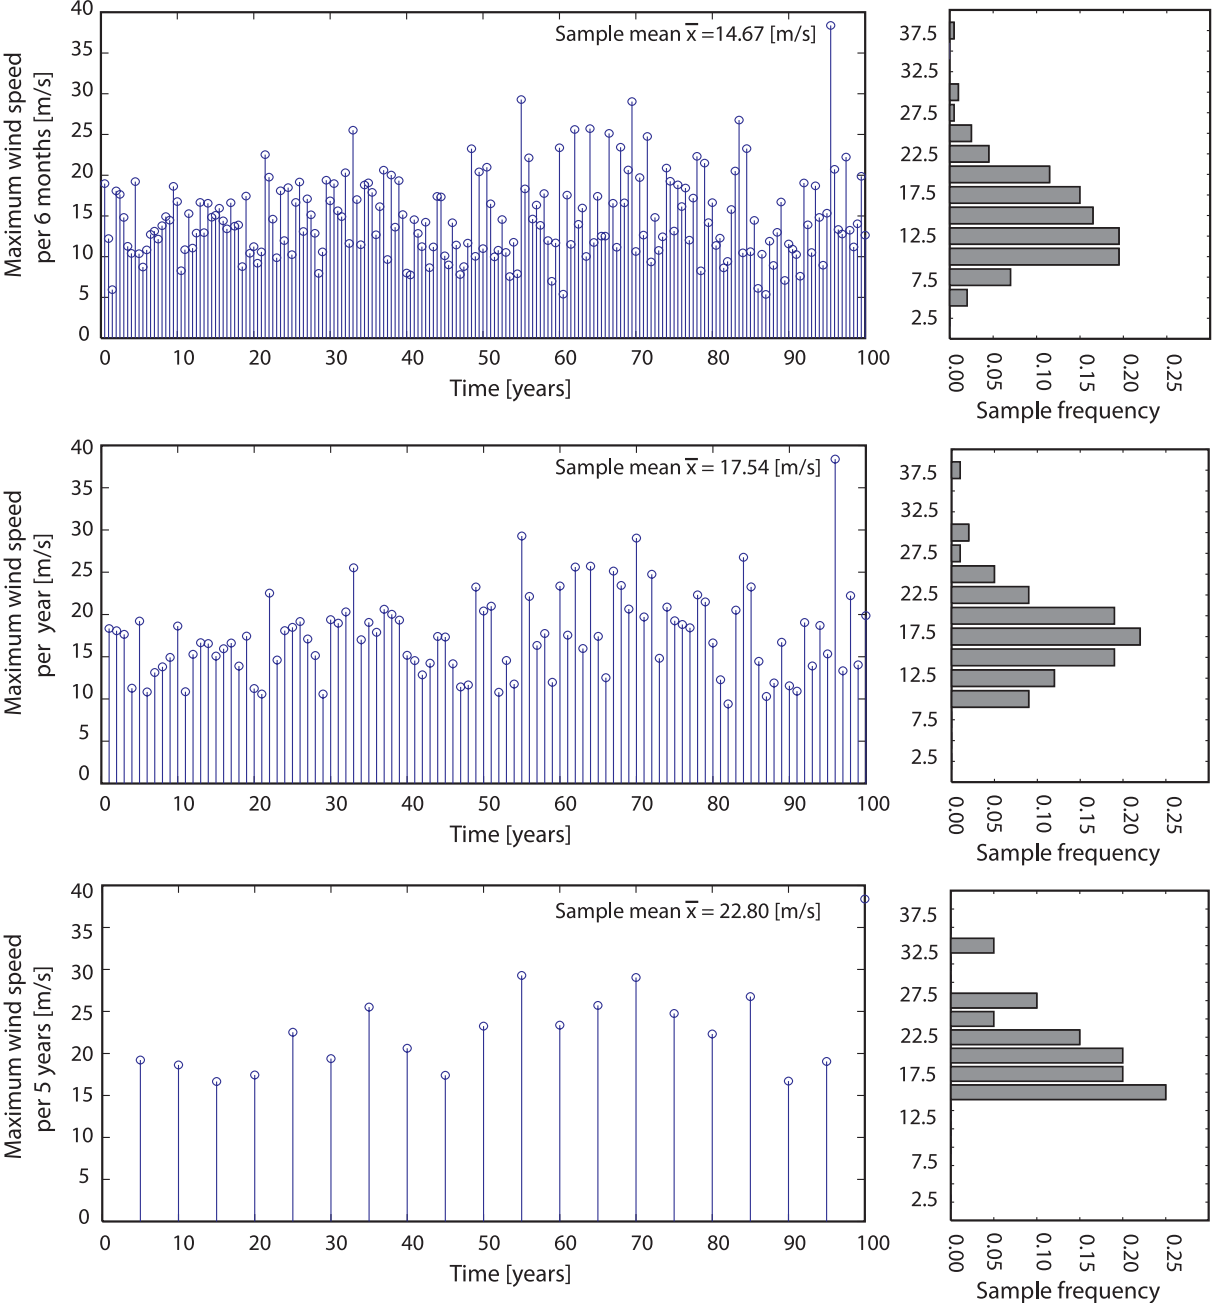 Maximum wind speed
per 6 months [m/s]
40
35
30
25
20
15
10
5
0
Sample mean x̅ =14.67 [m/s]
0 10 20 30 40 50 60 70 80 90 100
Time [years]
37.5
32.5
27.5
22.5
17.5
12.5
7.5
2.5
0.00 0.05 0.10 0.15 0.20 0.25
Sample frequency
Maximum wind speed
per year [m/s]
40
35
30
25
20
15
10
5
0
Sample mean x̅ = 17.54 [m/s]
0 10 20 30 40 50 60 70 80 90 100
Time [years]
37.5
32.5
27.5
22.5
17.5
12.5
7.5
2.5
0.00 0.05 0.10 0.15 0.20 0.25
Sample frequency
Maximum wind speed
per 5 years [m/s]
40
35
30
25
20
15
10
5
0
Sample mean x̅ = 22.80 [m/s]
0 10 20 30 40 50 60 70 80 90 100
Time [years]
37.5
32.5
27.5
22.5
17.5
12.5
7.5
2.5
0.00 0.05 0.10 0.15 0.20 0.25
Sample frequency